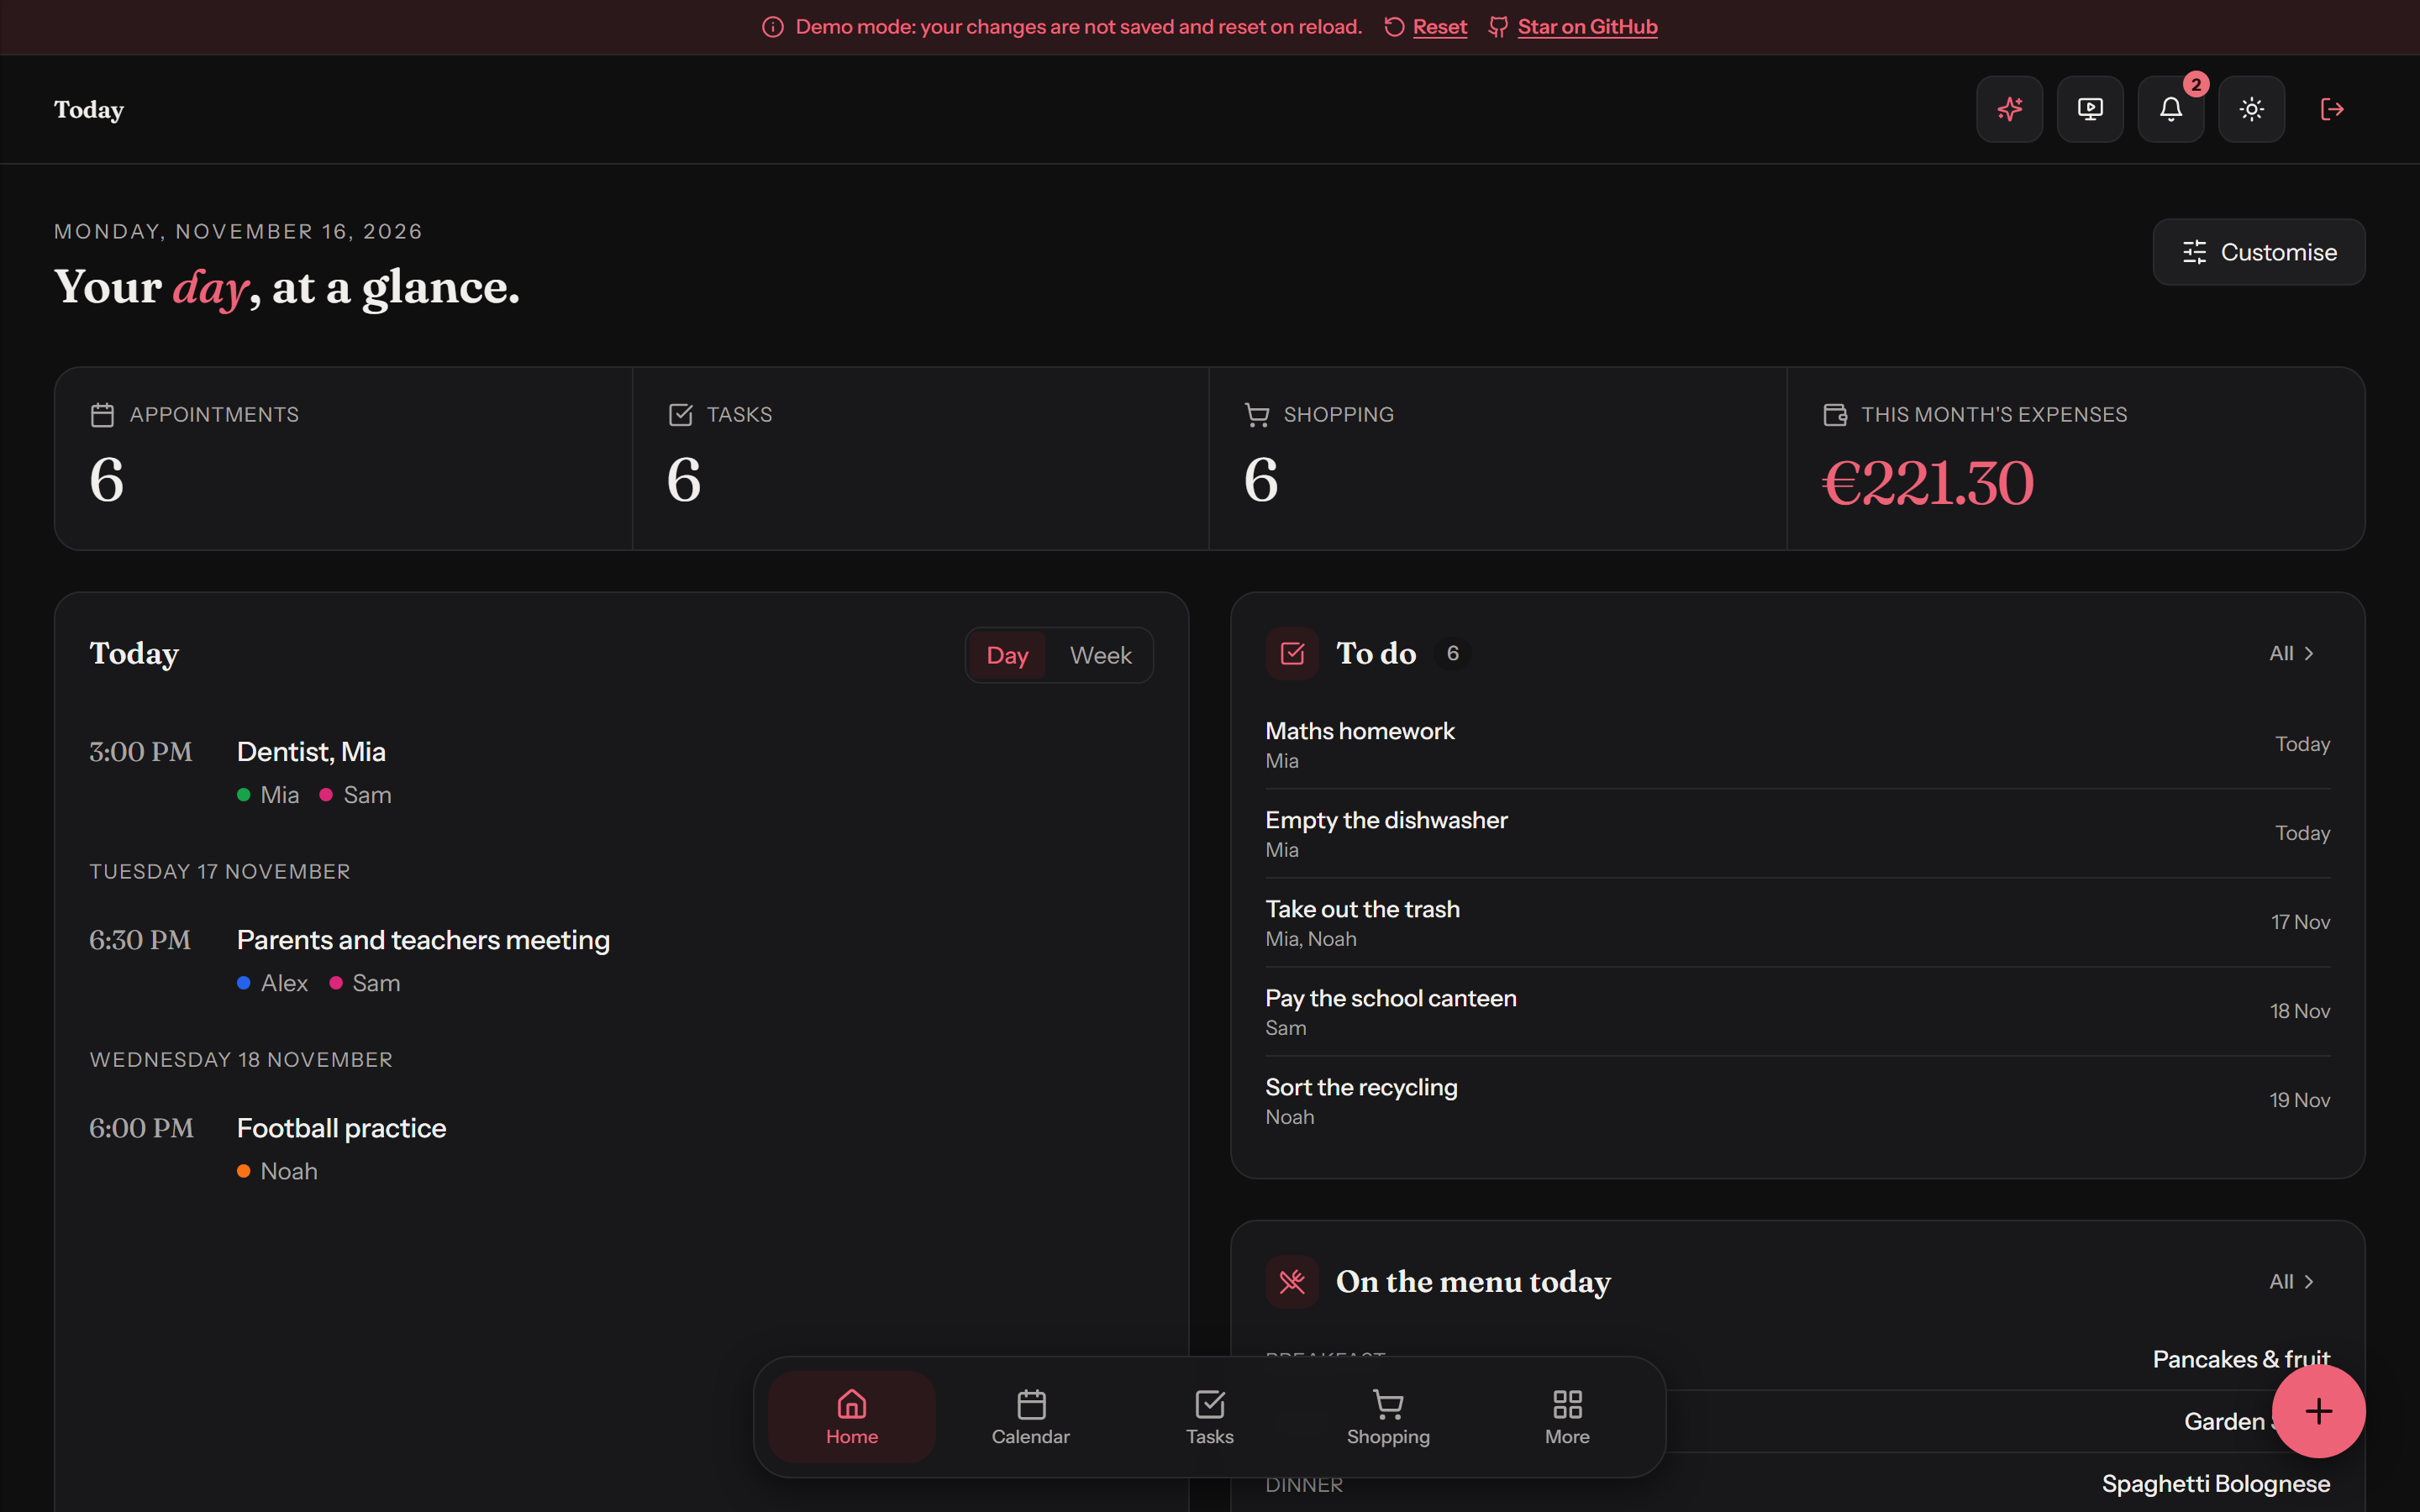 Demo mode: your changes are not saved and reset on reload. Reset Star on GitHub
Today
2
MONDAY, NOVEMBER 16, 2026
Your day, at a glance.
Customise
APPOINTMENTS
6
TASKS
6
SHOPPING
6
THIS MONTH'S EXPENSES
€221.30
Today
Day Week
3:00 PM Dentist, Mia
Mia Sam
TUESDAY 17 NOVEMBER
6:30 PM Parents and teachers meeting
Alex Sam
WEDNESDAY 18 NOVEMBER
6:00 PM Football practice
Noah
To do 6
All
Maths homework
Mia
Today
Empty the dishwasher
Mia
Today
Take out the trash
Mia, Noah
17 Nov
Pay the school canteen
Sam
18 Nov
Sort the recycling
Noah
19 Nov
On the menu today
All
BREAKFAST Pancakes & fruit
Garden
DINNER Spaghetti Bolognese
Home
Calendar
Tasks
Shopping
More